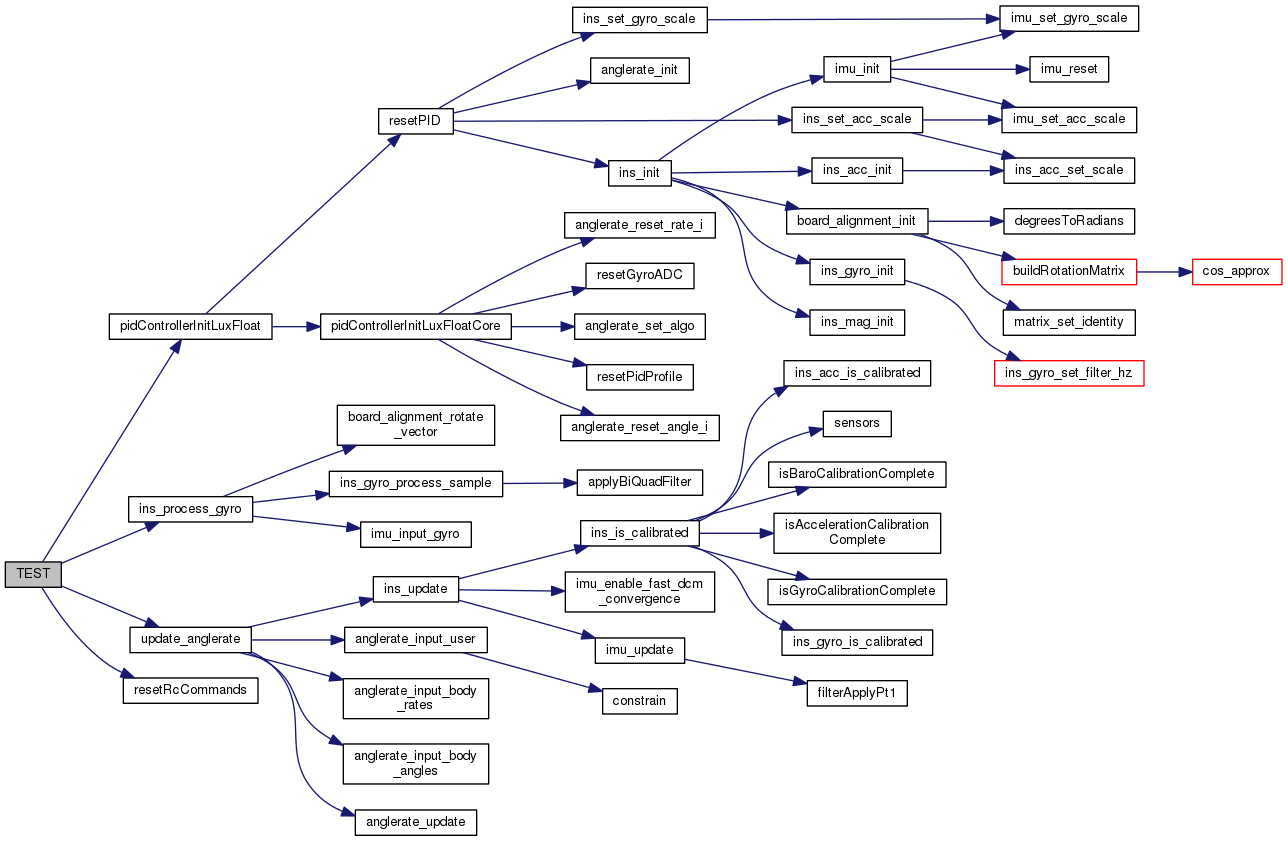 ins_set_gyro_scale
imu_set_gyro_scale
anglerate_init
imu_init
imu_reset
resetPID
ins_set_acc_scale
imu_set_acc_scale
ins_init
ins_acc_init
ins_acc_set_scale
anglerate_reset_rate_i
board_alignment_init
degreesToRadians
resetGyroADC
ins_gyro_init
buildRotationMatrix
cos_approx
pidControllerInitLuxFloat
pidControllerInitLuxFloatCore
anglerate_set_algo
ins_mag_init
matrix_set_identity
resetPidProfile
ins_acc_is_calibrated
ins_gyro_set_filter_hz
board_alignment_rotate
_vector
anglerate_reset_angle_i
sensors
ins_gyro_process_sample
applyBiQuadFilter
isBaroCalibrationComplete
ins_process_gyro
imu_input_gyro
ins_is_calibrated
isAccelerationCalibration
Complete
TEST
ins_update
imu_enable_fast_dcm
_convergence
isGyroCalibrationComplete
update_anglerate
anglerate_input_user
imu_update
ins_gyro_is_calibrated
resetRcCommands
anglerate_input_body
_rates
constrain
filterApplyPt1
anglerate_input_body
_angles
anglerate_update